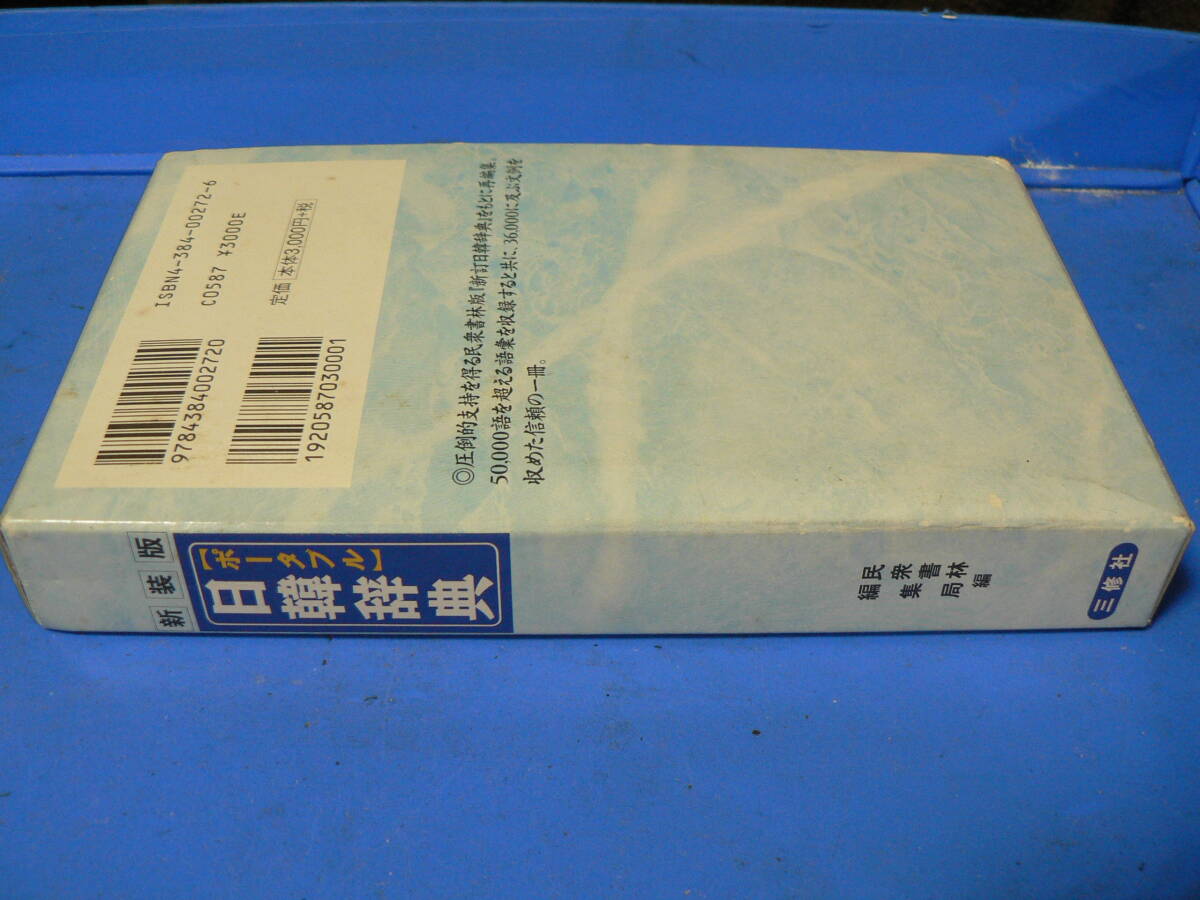 ISBN4-384-00272-6
C0587 ¥3000E
定価 本体3,000円+税
9784384002720
1920587030001
◎圧倒的支持を得る民衆書林版『新訂日韓辞典』をもとに再編集。
50,000語を超える語彙を収録すると共に、36,000に及ぶ文例を
収めた信頼の一冊。
新装版
[ポータブル]
日韓辞典
民衆書林
編集局編
三修社